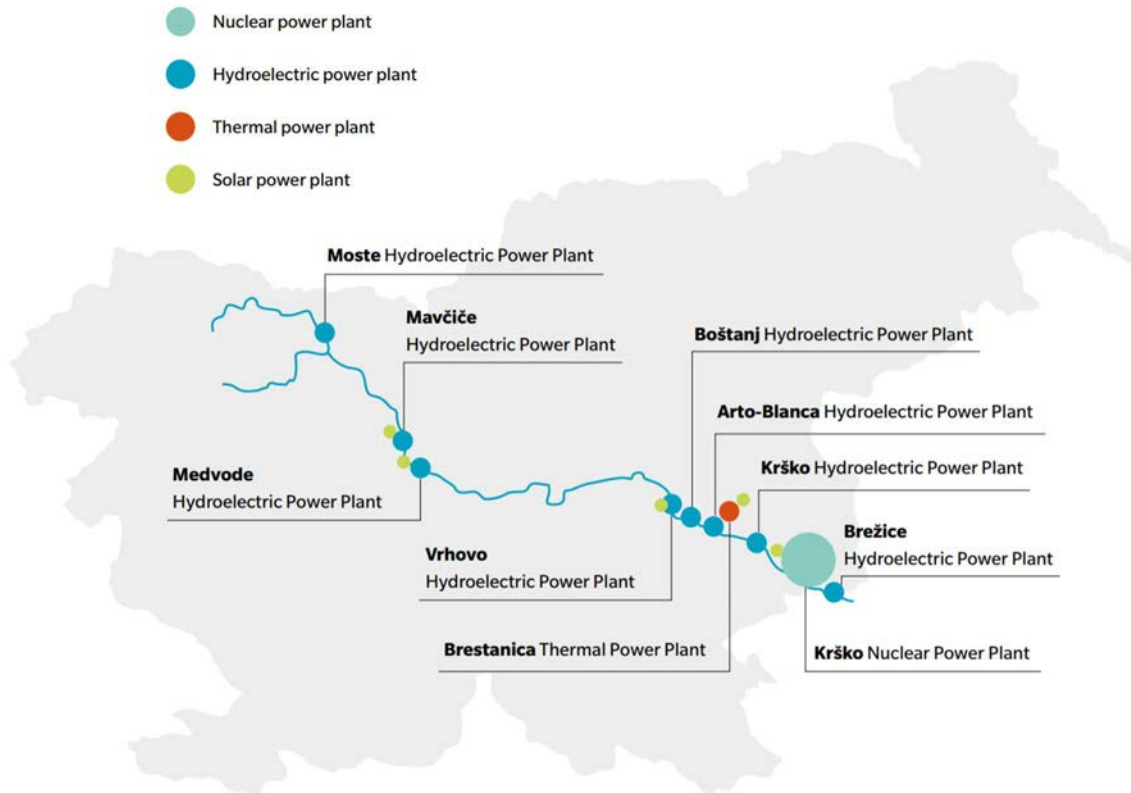 Nuclear power plant
Hydroelectric power plant
Thermal power plant
Solar power plant
Moste Hydroelectric Power Plant
Mavčiče
Hydroelectric Power Plant
Boštanj Hydroelectric Power Plant
Arto-Blanca Hydroelectric Power Plant
Medvode
Hydroelectric Power Plant
Krško Hydroelectric Power Plant
Brežice
Hydroelectric Power Plant
Vrhovo
Hydroelectric Power Plant
Brestanica Thermal Power Plant
Krško Nuclear Power Plant